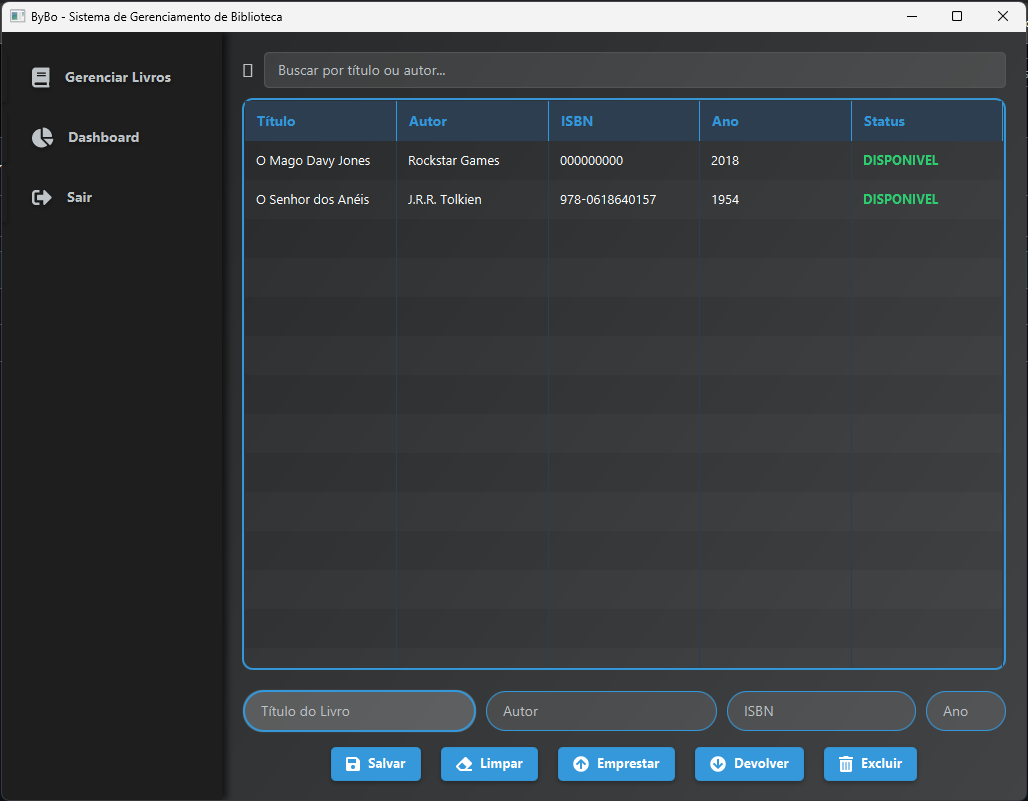 ByBo - Sistema de Gerenciamento de Biblioteca
Gerenciar Livros
Dashboard
Sair
Buscar por título ou autor...
Título Autor ISBN Ano Status
O Mago Davy Jones Rockstar Games 000000000 2018 DISPONIVEL
O Senhor dos Anéis J.R.R. Tolkien 978-0618640157 1954 DISPONIVEL
Título do Livro Autor ISBN Ano
Salvar Limpar Emprestar Devolver Excluir